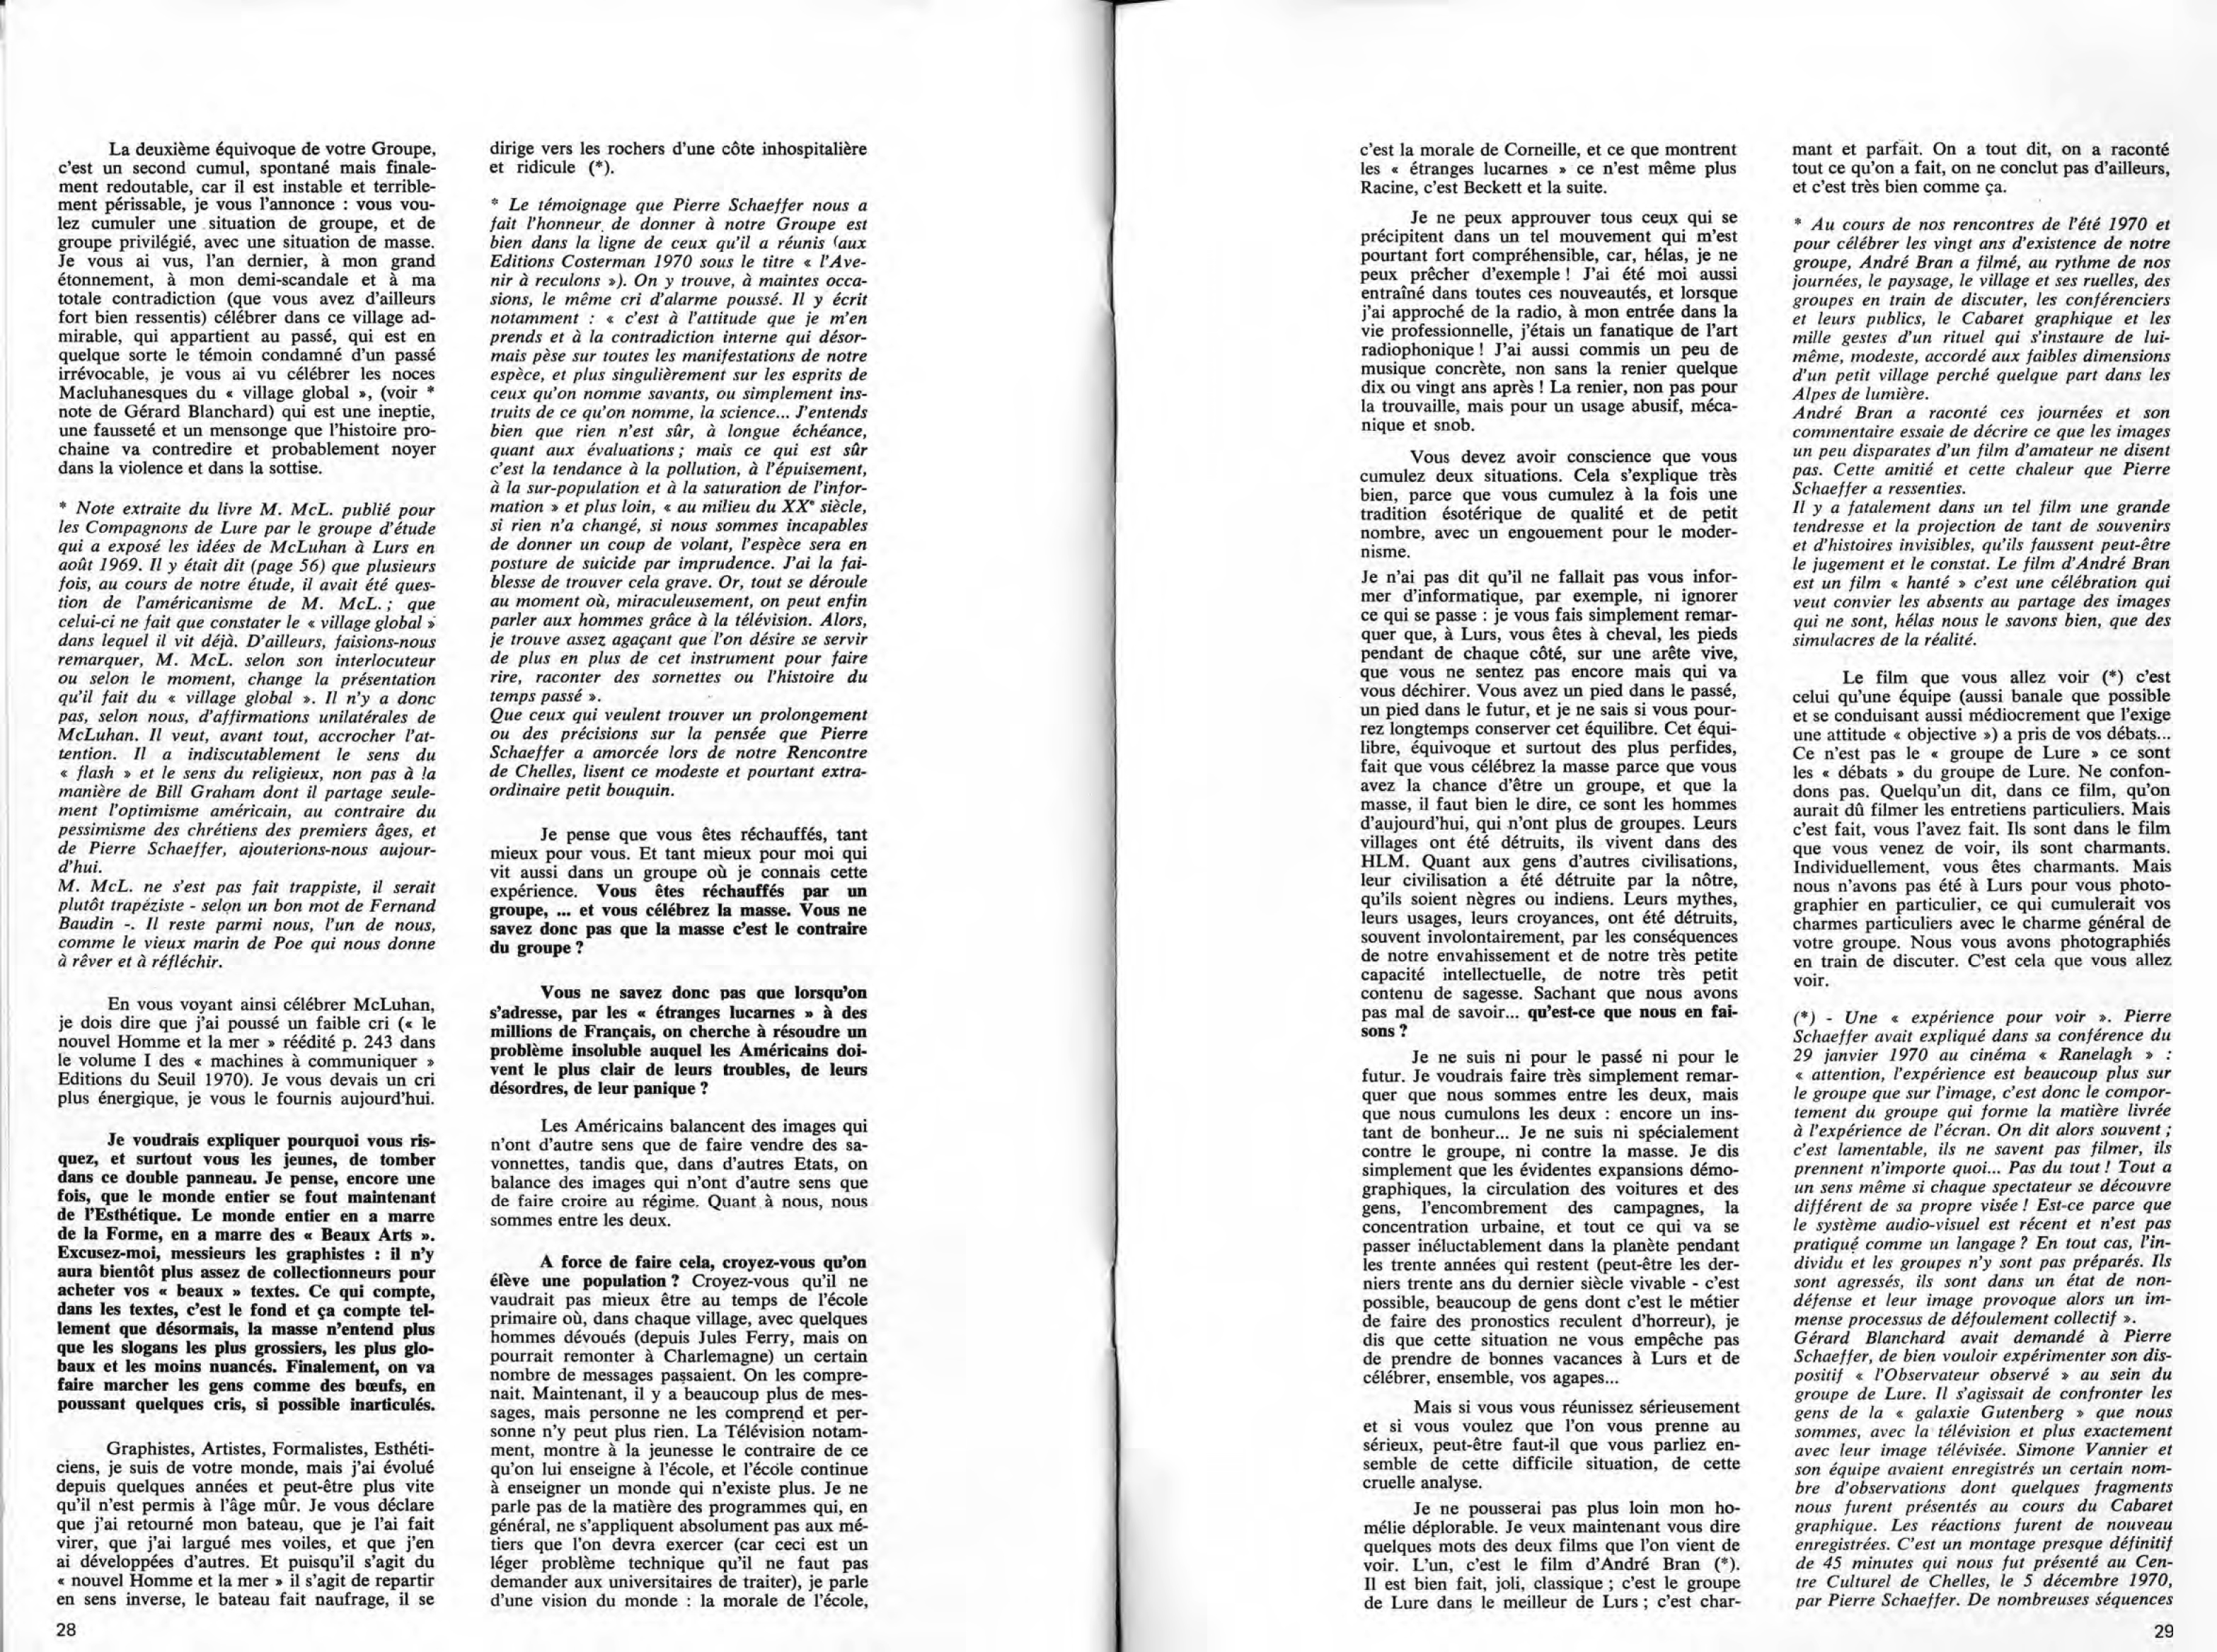 La deuxième équivoque de votre Groupe,
c'est un second cumul, spontané mais finale-
ment redoutable, car il est instable et terrible-
ment périssable, je vous l'annonce : vous vou-
lez cumuler une situation de groupe, et de
groupe privilégié, avec une situation de masse.
Je vous ai vus, l'an dernier, à mon grand
étonnement, à mon demi-scandale et à ma
totale contradiction (que vous avez d'ailleurs
fort bien ressentis) célébrer dans ce village ad-
mirable, qui appartient au passé, qui est en
quelque sorte le témoin condamné d'un passé
irrévocable, je vous ai vu célébrer les noces
Macluhanesques du « village global », (voir *
note de Gérard Blanchard) qui est une ineptie,
une fausseté et un mensonge que l'histoire pro-
chaine va contredire et probablement noyer
dans la violence et dans la sottise.
* Note extraite du livre M. McL. publié pour
les Compagnons de Lure par le groupe d'étude
qui a exposé les idées de McLuhan à Lurs en
août 1969. Il y était dit (page 56) que plusieurs
fois, au cours de notre étude, il avait été ques-
tion de l'américanisme de M. McL. ; que
celui-ci ne fait que constater le « village global »
dans lequel il vit déjà. D'ailleurs, faisions-nous
remarquer, M. McL. selon son interlocuteur
ou selon le moment, change la présentation
qu'il fait du « village global ». Il n'y a donc
pas, selon nous, d'affirmations unilatérales de
McLuhan. Il veut, avant tout, accrocher l'at-
tention. Il a indiscutablement le sens du
« flash » et le sens du religieux, non pas à la
manière de Bill Graham dont il partage seule-
ment l'optimisme américain, au contraire du
pessimisme des chrétiens des premiers âges, et
de Pierre Schaeffer, ajouterions-nous aujour-
d'hui.
M. McL. ne s'est pas fait trappiste, il serait
plutôt trapéziste - selon un bon mot de Fernand
Baudin -. Il reste parmi nous, l'un de nous,
comme le vieux marin de Poe qui nous donne
à rêver et à réfléchir.
En vous voyant ainsi célébrer McLuhan,
je dois dire que j'ai poussé un faible cri (« le
nouvel Homme et la mer » réédité p. 243 dans
le volume I des « machines à communiquer »
Editions du Seuil 1970). Je vous devais un cri
plus énergique, je vous le fournis aujourd'hui.
Je voudrais expliquer pourquoi vous ris-
quez, et surtout vous les jeunes, de tomber
dans ce double panneau. Je pense, encore une
fois, que le monde entier se fout maintenant
de l'Esthétique. Le monde entier en a marre
de la Forme, en a marre des « Beaux Arts ».
Excusez-moi, messieurs les graphistes : il n'y
aura bientôt plus assez de collectionneurs pour
acheter vos « beaux » textes. Ce qui compte,
dans les textes, c'est le fond et ça compte tel-
lement que désormais, la masse n'entend plus
que les slogans les plus grossiers, les plus glo-
baux et les moins nuancés. Finalement, on va
faire marcher les gens comme des bœufs, en
poussant quelques cris, si possible inarticulés.
Graphistes, Artistes, Formalistes, Esthéti-
ciens, je suis de votre monde, mais j'ai évolué
depuis quelques années et peut-être plus vite
qu'il n'est permis à l'âge mûr. Je vous déclare
que j'ai retourné mon bateau, que je l'ai fait
virer, que j'ai largué mes voiles, et que j'en
ai développées d'autres. Et puisqu'il s'agit du
« nouvel Homme et la mer » il s'agit de repartir
en sens inverse, le bateau fait naufrage, il se
28
dirige vers les rochers d'une côte inhospitalière
et ridicule (*).
* Le témoignage que Pierre Schaeffer nous a
fait l'honneur de donner à notre Groupe est
bien dans la ligne de ceux qu'il a réunis (aux
Editions Costerman 1970 sous le titre « l'Ave-
nir à reculons »). On y trouve, à maintes occa-
sions, le même cri d'alarme poussé. Il y écrit
notamment : « c'est à l'attitude que je m'en
prends et à la contradiction interne qui désor-
mais pèse sur toutes les manifestations de notre
espèce, et plus singulièrement sur les esprits de
ceux qu'on nomme savants, ou simplement ins-
truits de ce qu'on nomme, la science... J'entends
bien que rien n'est sûr, à longue échéance,
quant aux évaluations ; mais ce qui est sûr
c'est la tendance à la pollution, à l'épuisement,
à la sur-population et à la saturation de l'infor-
mation » et plus loin, « au milieu du XXe siècle,
si rien n'a changé, si nous sommes incapables
de donner un coup de volant, l'espèce sera en
posture de suicide par imprudence. J'ai la fai-
blesse de trouver cela grave. Or, tout se déroule
au moment où, miraculeusement, on peut enfin
parler aux hommes grâce à la télévision. Alors,
je trouve assez agaçant que l'on désire se servir
de plus en plus de cet instrument pour faire
rire, raconter des sornettes ou l'histoire du
temps passé ».
Que ceux qui veulent trouver un prolongement
ou des précisions sur la pensée que Pierre
Schaeffer a amorcée lors de notre Rencontre
de Chelles, lisent ce modeste et pourtant extra-
ordinaire petit bouquin.
Je pense que vous êtes réchauffés, tant
mieux pour vous. Et tant mieux pour moi qui
vit aussi dans un groupe où je connais cette
expérience. Vous êtes réchauffés par un
groupe, ... et vous célébrez la masse. Vous ne
savez donc pas que la masse c'est le contraire
du groupe ?
Vous ne savez donc pas que lorsqu'on
s'adresse, par les « étranges lucarnes » à des
millions de Français, on cherche à résoudre un
problème insoluble auquel les Américains doi-
vent le plus clair de leurs troubles, de leurs
désordres, de leur panique ?
Les Américains balancent des images qui
n'ont d'autre sens que de faire vendre des sa-
vonnettes, tandis que, dans d'autres Etats, on
balance des images qui n'ont d'autre sens que
de faire croire au régime. Quant à nous, nous
sommes entre les deux.
A force de faire cela, croyez-vous qu'on
élève une population ? Croyez-vous qu'il ne
vaudrait pas mieux être au temps de l'école
primaire où, dans chaque village, avec quelques
hommes dévoués (depuis Jules Ferry, mais on
pourrait remonter à Charlemagne) un certain
nombre de messages passaient. On les compre-
nait. Maintenant, il y a beaucoup plus de mes-
sages, mais personne ne les comprend et per-
sonne n'y peut plus rien. La Télévision notam-
ment, montre à la jeunesse le contraire de ce
qu'on lui enseigne à l'école, et l'école continue
à enseigner un monde qui n'existe plus. Je ne
parle pas de la matière des programmes qui, en
général, ne s'appliquent absolument pas aux mé-
tiers que l'on devra exercer (car ceci est un
léger problème technique qu'il ne faut pas
demander aux universitaires de traiter), je parle
d'une vision du monde : la morale de l'école,
c'est la morale de Corneille, et ce que montrent
les « étranges lucarnes » ce n'est même plus
Racine, c'est Beckett et la suite.
Je ne peux approuver tous ceux qui se
précipitent dans un tel mouvement qui m'est
pourtant fort compréhensible, car, hélas, je ne
peux prêcher d'exemple ! J'ai été moi aussi
entraîné dans toutes ces nouveautés, et lorsque
j'ai approché de la radio, à mon entrée dans la
vie professionnelle, j'étais un fanatique de l'art
radiophonique ! J'ai aussi commis un peu de
musique concrète, non sans la renier quelque
dix ou vingt ans après ! La renier, non pas pour
la trouvaille, mais pour un usage abusif, méca-
nique et snob.
Vous devez avoir conscience que vous
cumulez deux situations. Cela s'explique très
bien, parce que vous cumulez à la fois une
tradition ésotérique de qualité et de petit
nombre, avec un engouement pour le moder-
nisme.
Je n'ai pas dit qu'il ne fallait pas vous infor-
mer d'informatique, par exemple, ni ignorer
ce qui se passe : je vous fais simplement remar-
quer que, à Lurs, vous êtes à cheval, les pieds
pendant de chaque côté, sur une arête vive,
que vous ne sentez pas encore mais qui va
vous déchirer. Vous avez un pied dans le passé,
un pied dans le futur, et je ne sais si vous pour-
rez longtemps conserver cet équilibre. Cet équi-
libre, équivoque et surtout des plus perfides,
fait que vous célébrez la masse parce que vous
avez la chance d'être un groupe, et que la
masse, il faut bien le dire, ce sont les hommes
d'aujourd'hui, qui n'ont plus de groupes. Leurs
villages ont été détruits, ils vivent dans des
HLM. Quant aux gens d'autres civilisations,
leur civilisation a été détruite par la nôtre,
qu'ils soient nègres ou indiens. Leurs mythes,
leurs usages, leurs croyances, ont été détruits,
souvent involontairement, par les conséquences
de notre envahissement et de notre très petite
capacité intellectuelle, de notre très petit
contenu de sagesse. Sachant que nous avons
pas mal de savoir... qu'est-ce que nous en fai-
sons ?
Je ne suis ni pour le passé ni pour le
futur. Je voudrais faire très simplement remar-
quer que nous sommes entre les deux, mais
que nous cumulons les deux : encore un ins-
tant de bonheur... Je ne suis ni spécialement
contre le groupe, ni contre la masse. Je dis
simplement que les évidentes expansions démo-
graphiques, la circulation des voitures et des
gens, l'encombrement des campagnes, la
concentration urbaine, et tout ce qui va se
passer inéluctablement dans la planète pendant
les trente années qui restent (peut-être les der-
niers trente ans du dernier siècle vivable - c'est
possible, beaucoup de gens dont c'est le métier
de faire des pronostics reculent d'horreur), je
dis que cette situation ne vous empêche pas
de prendre de bonnes vacances à Lurs et de
célébrer, ensemble, vos agapes...
Mais si vous vous réunissez sérieusement
et si vous voulez que l'on vous prenne au
sérieux, peut-être faut-il que vous parliez en-
semble de cette difficile situation, de cette
cruelle analyse.
Je ne pousserai pas plus loin mon ho-
mélie déplorable. Je veux maintenant vous dire
quelques mots des deux films que l'on vient de
voir. L'un, c'est le film d'André Bran (*).
Il est bien fait, joli, classique ; c'est le groupe
de Lure dans le meilleur de Lurs ; c'est char-
mant et parfait. On a tout dit, on a raconté
tout ce qu'on a fait, on ne conclut pas d'ailleurs,
et c'est très bien comme ça.
* Au cours de nos rencontres de l'été 1970 et
pour célébrer les vingt ans d'existence de notre
groupe, André Bran a filmé, au rythme de nos
journées, le paysage, le village et ses ruelles, des
groupes en train de discuter, les conférenciers
et leurs publics, le Cabaret graphique et les
mille gestes d'un rituel qui s'instaure de lui-
même, modeste, accordé aux faibles dimensions
d'un petit village perché quelque part dans les
Alpes de lumière.
André Bran a raconté ces journées et son
commentaire essaie de décrire ce que les images
un peu disparates d'un film d'amateur ne disent
pas. Cette amitié et cette chaleur que Pierre
Schaeffer a ressenties.
Il y a fatalement dans un tel film une grande
tendresse et la projection de tant de souvenirs
et d'histoires invisibles, qu'ils faussent peut-être
le jugement et le constat. Le film d'André Bran
est un film « hanté » c'est une célébration qui
veut convier les absents au partage des images
qui ne sont, hélas nous le savons bien, que des
simulacres de la réalité.
Le film que vous allez voir (*) c'est
celui qu'une équipe (aussi banale que possible
et se conduisant aussi médiocrement que l'exige
une attitude « objective ») a pris de vos débats...
Ce n'est pas le « groupe de Lure » ce sont
les « débats » du groupe de Lure. Ne confon-
dons pas. Quelqu'un dit, dans ce film, qu'on
aurait dû filmer les entretiens particuliers. Mais
c'est fait, vous l'avez fait. Ils sont dans le film
que vous venez de voir, ils sont charmants.
Individuellement, vous êtes charmants. Mais
nous n'avons pas été à Lurs pour vous photo-
graphier en particulier, ce qui cumulerait vos
charmes particuliers avec le charme général de
votre groupe. Nous vous avons photographiés
en train de discuter. C'est cela que vous allez
voir.
(*) - Une « expérience pour voir ». Pierre
Schaeffer avait expliqué dans sa conférence du
29 janvier 1970 au cinéma « Ranelagh » :
« attention, l'expérience est beaucoup plus sur
le groupe que sur l'image, c'est donc le compor-
tement du groupe qui forme la matière livrée
à l'expérience de l'écran. On dit alors souvent ;
c'est lamentable, ils ne savent pas filmer, ils
prennent n'importe quoi... Pas du tout ! Tout a
un sens même si chaque spectateur se découvre
différent de sa propre visée ! Est-ce parce que
le système audio-visuel est récent et n'est pas
pratiqué comme un langage ? En tout cas, l'in-
dividu et les groupes n'y sont pas préparés. Ils
sont agressés, ils sont dans un état de non-
défense et leur image provoque alors un im-
mense processus de défoulement collectif ».
Gérard Blanchard avait demandé à Pierre
Schaeffer, de bien vouloir expérimenter son dis-
positif « l'Observateur observé » au sein du
groupe de Lure. Il s'agissait de confronter les
gens de la « galaxie Gutenberg » que nous
sommes, avec la télévision et plus exactement
avec leur image télévisée. Simone Vannier et
son équipe avaient enregistrés un certain nom-
bre d'observations dont quelques fragments
nous furent présentés au cours du Cabaret
graphique. Les réactions furent de nouveau
enregistrées. C'est un montage presque définitif
de 45 minutes qui nous fut présenté au Cen-
tre Culturel de Chelles, le 5 décembre 1970,
par Pierre Schaeffer. De nombreuses séquences
29